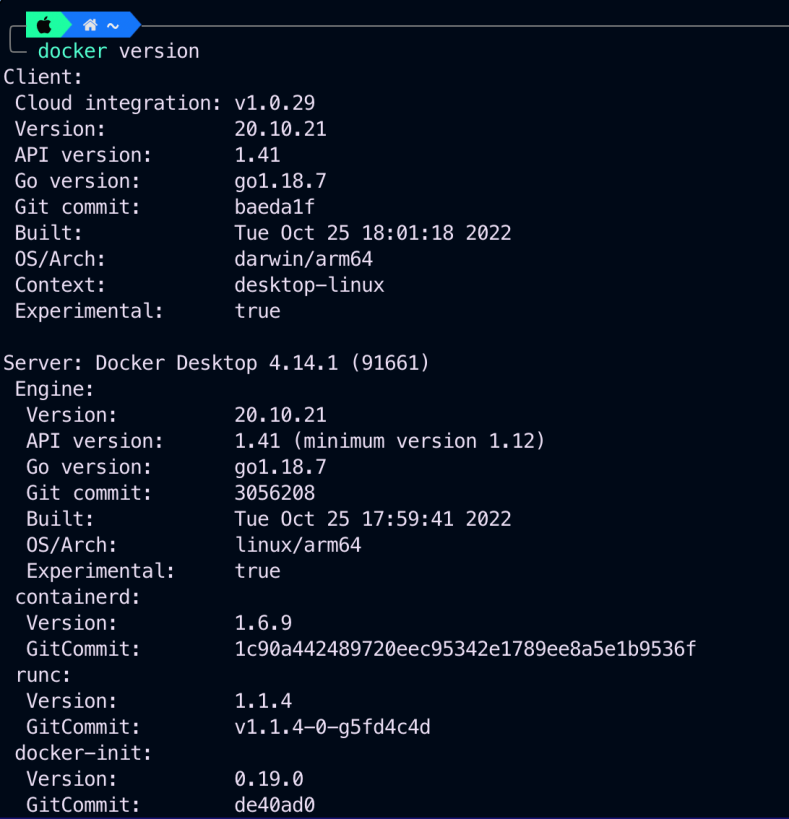 ~
docker version
Client:
Cloud integration: v1.0.29
Version: 20.10.21
API version: 1.41
Go version: go1.18.7
Git commit: baeda1f
Built: Tue Oct 25 18:01:18 2022
OS/Arch: darwin/arm64
Context: desktop-linux
Experimental: true

Server: Docker Desktop 4.14.1 (91661)
Engine:
Version: 20.10.21
API version: 1.41 (minimum version 1.12)
Go version: go1.18.7
Git commit: 3056208
Built: Tue Oct 25 17:59:41 2022
OS/Arch: linux/arm64
Experimental: true
containerd:
Version: 1.6.9
GitCommit: 1c90a442489720eec95342e1789ee8a5e1b9536f
runc:
Version: 1.1.4
GitCommit: v1.1.4-0-g5fd4c4d
docker-init:
Version: 0.19.0
GitCommit: de40ad0